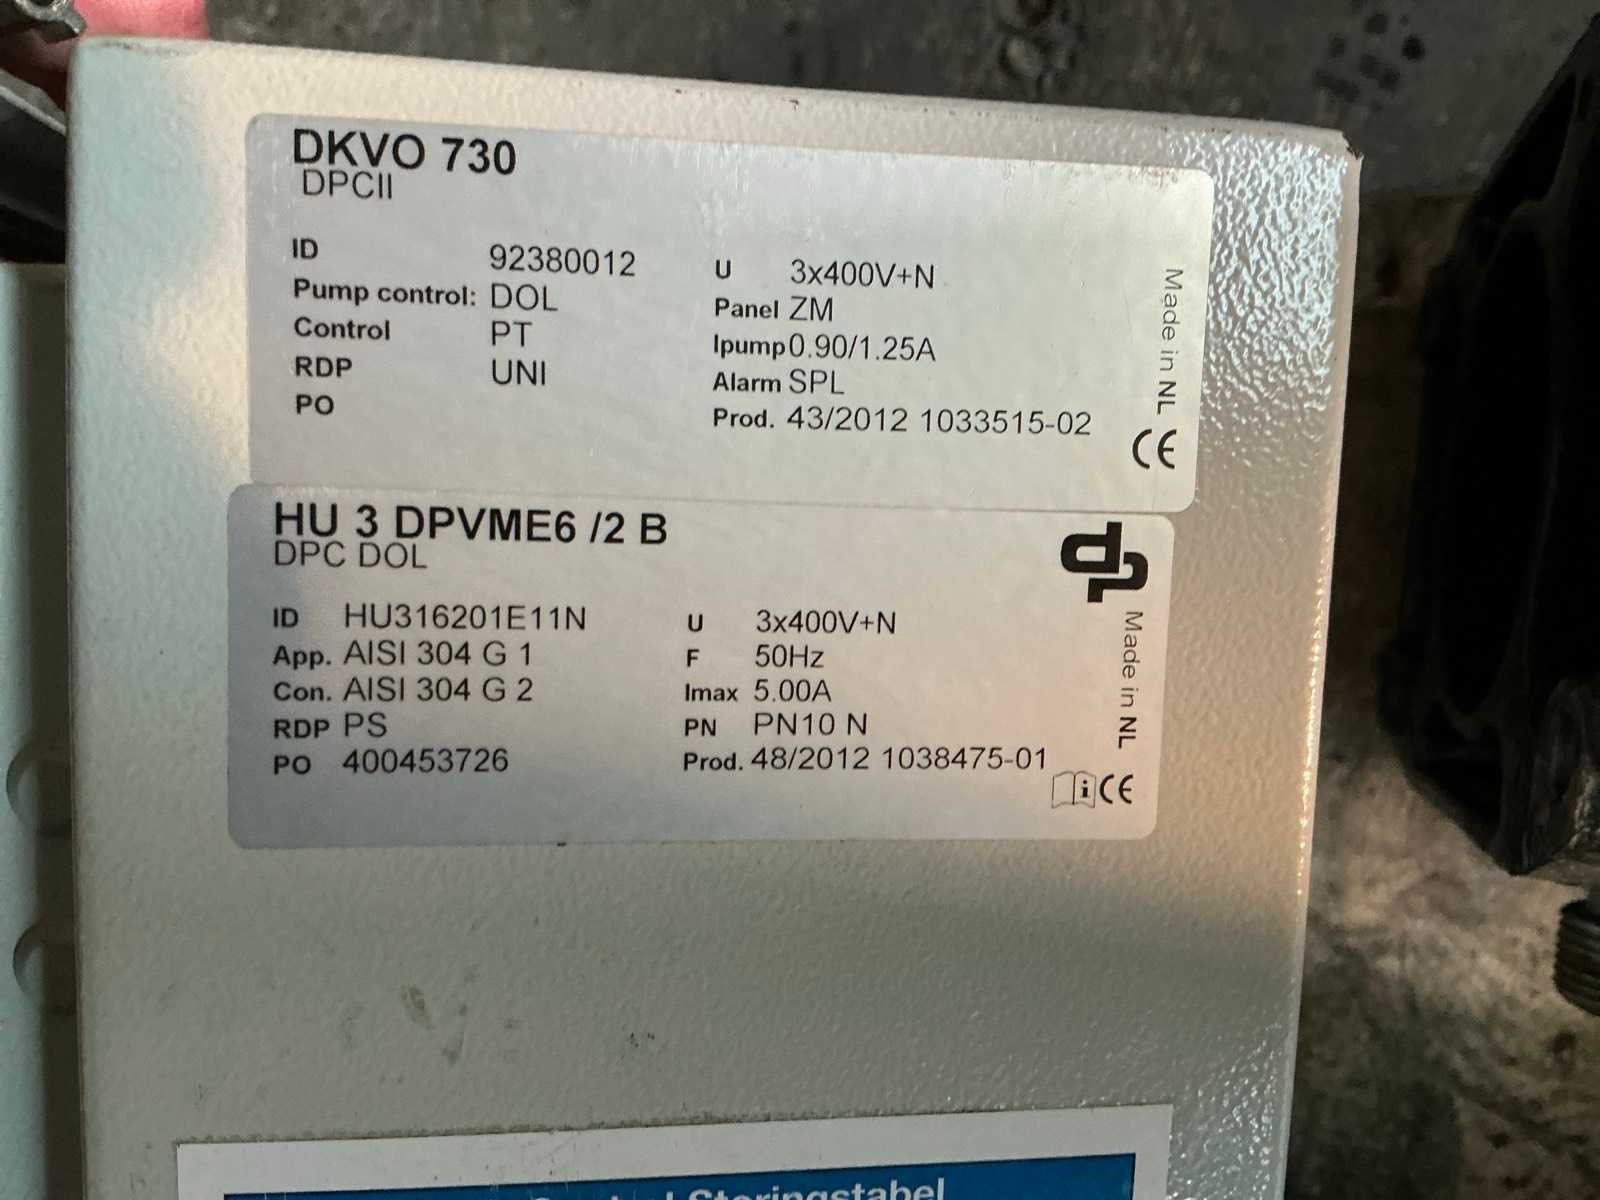 DKVO 730
DPCII
ID 92380012
Pump control: DOL
Control PT
RDP UNI
PO
U 3x400V+N
Panel ZM
Ipump 0.90/1.25A
Alarm SPL
Prod. 43/2012 1033515-02
Made in NL
CE
HU 3 DPVME6 /2 B
DPC DOL
ID HU316201E11N
App. AISI 304 G 1
Con. AISI 304 G 2
RDP PS
PO 400453726
U 3x400V+N
F 50Hz
Imax 5.00A
PN PN10 N
Prod. 48/2012 1038475-01
dp
Made in NL
i CE
Storingstabel